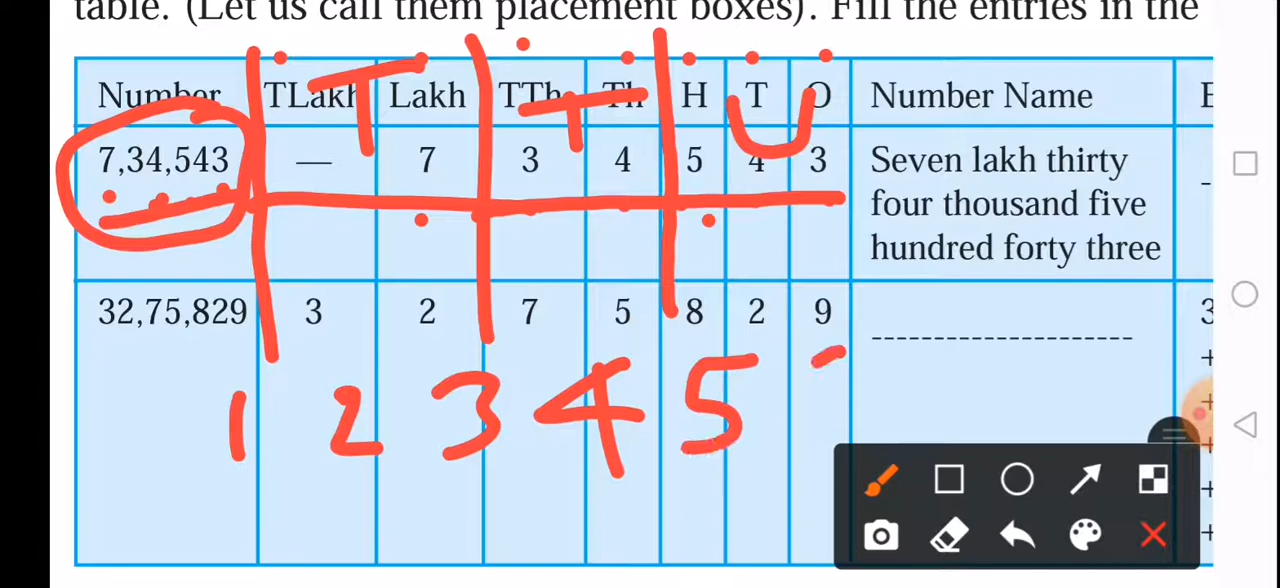 table. (Let us call them placement boxes). Fill the entries in the
Number TLakh Lakh TTh Th H T O Number Name E
T T U
7,34,543 — 7 3 4 5 4 3 Seven lakh thirty
four thousand five
hundred forty three
32,75,829 3 2 7 5 8 2 9 3
1 2 3 4 5
+
+
+
+
+